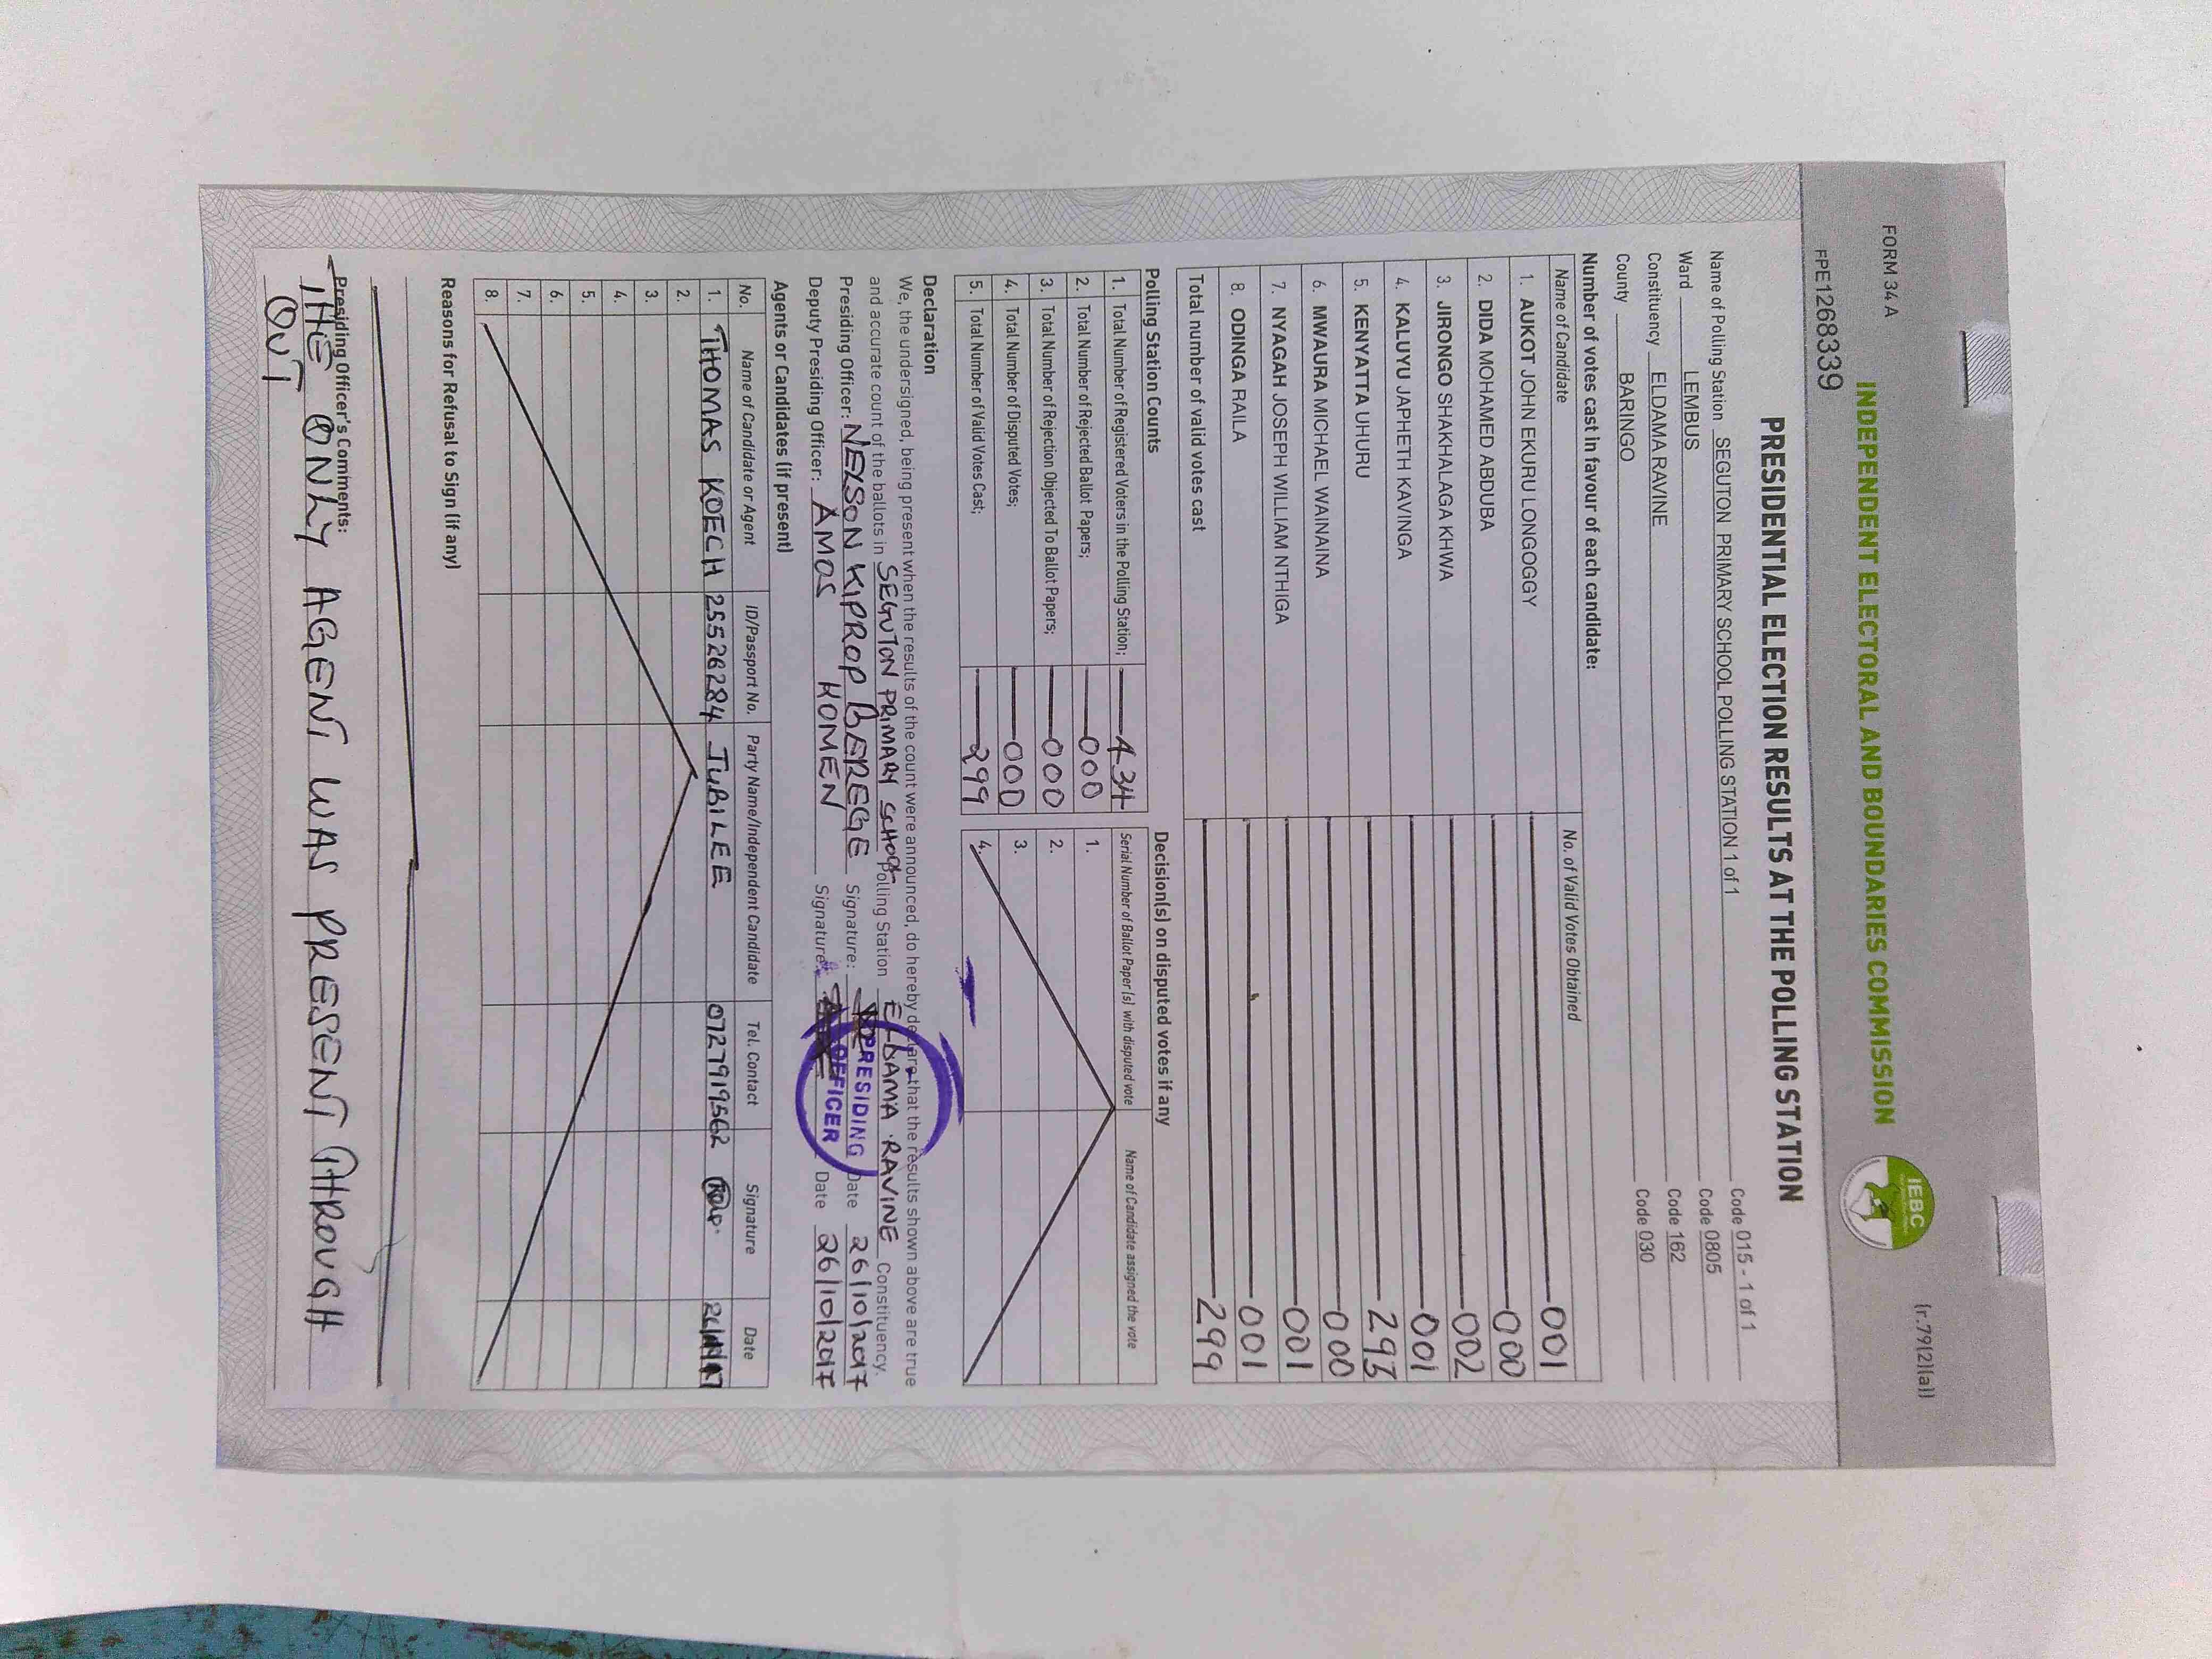 FORM 34 A
(r.79(2)(a))
INDEPENDENT ELECTORAL AND BOUNDARIES COMMISSION
IEBC
FPE1268339
PRESIDENTIAL ELECTION RESULTS AT THE POLLING STATION
Name of Polling Station SEGUTON PRIMARY SCHOOL POLLING STATION 1 of 1 Code 015 - 1 of 1
Ward LEMBUS Code 0805
Constituency ELDAMA RAVINE Code 162
County BARINGO Code 030
Number of votes cast in favour of each candidate:
Name of Candidate No. of Valid Votes Obtained
1. AUKOT JOHN EKURU LONGOGGY 001
2. DIDA MOHAMED ABDUBA 000
3. JIRONGO SHAKHALAGA KHWA 002
4. KALUYU JAPHETH KAVINGA 001
5. KENYATTA UHURU 293
6. MWAURA MICHAEL WAINAINA 000
7. NYAGAH JOSEPH WILLIAM NTHIGA 001
8. ODINGA RAILA 001
Total number of valid votes cast 299
Polling Station Counts Decision(s) on disputed votes if any
1. Total Number of Registered Voters in the Polling Station; 434 Serial Number of Ballot Paper (s) with disputed vote Name of Candidate assigned the vote
2. Total Number of Rejected Ballot Papers; 000 1.
3. Total Number of Rejection Objected To Ballot Papers; 000 2.
4. Total Number of Disputed Votes; 000 3.
5. Total Number of Valid Votes Cast; 299 4.
Declaration
We, the undersigned, being present when the results of the count were announced, do hereby declare that the results shown above are true
and accurate count of the ballots in SEGUTON PRIMARY SCHOOL Polling Station ELDAMA RAVINE Constituency.
Presiding Officer: NELSON KIPROP BEREGE Signature: Date 26/10/2017
Deputy Presiding Officer: AMOS KOMEN Signature: Date 26/10/2017
PRESIDING OFFICER
Agents or Candidates (if present)
No. Name of Candidate or Agent ID/Passport No. Party Name/Independent Candidate Tel. Contact Signature Date
1. THOMAS KOECH 25526284 JUBILEE 0727919562
2.
3.
4.
5.
6.
7.
8.
Reasons for Refusal to Sign (if any)
Presiding Officer's Comments:
THE ONLY AGENT WAS PRESENT THROUGH
OUT